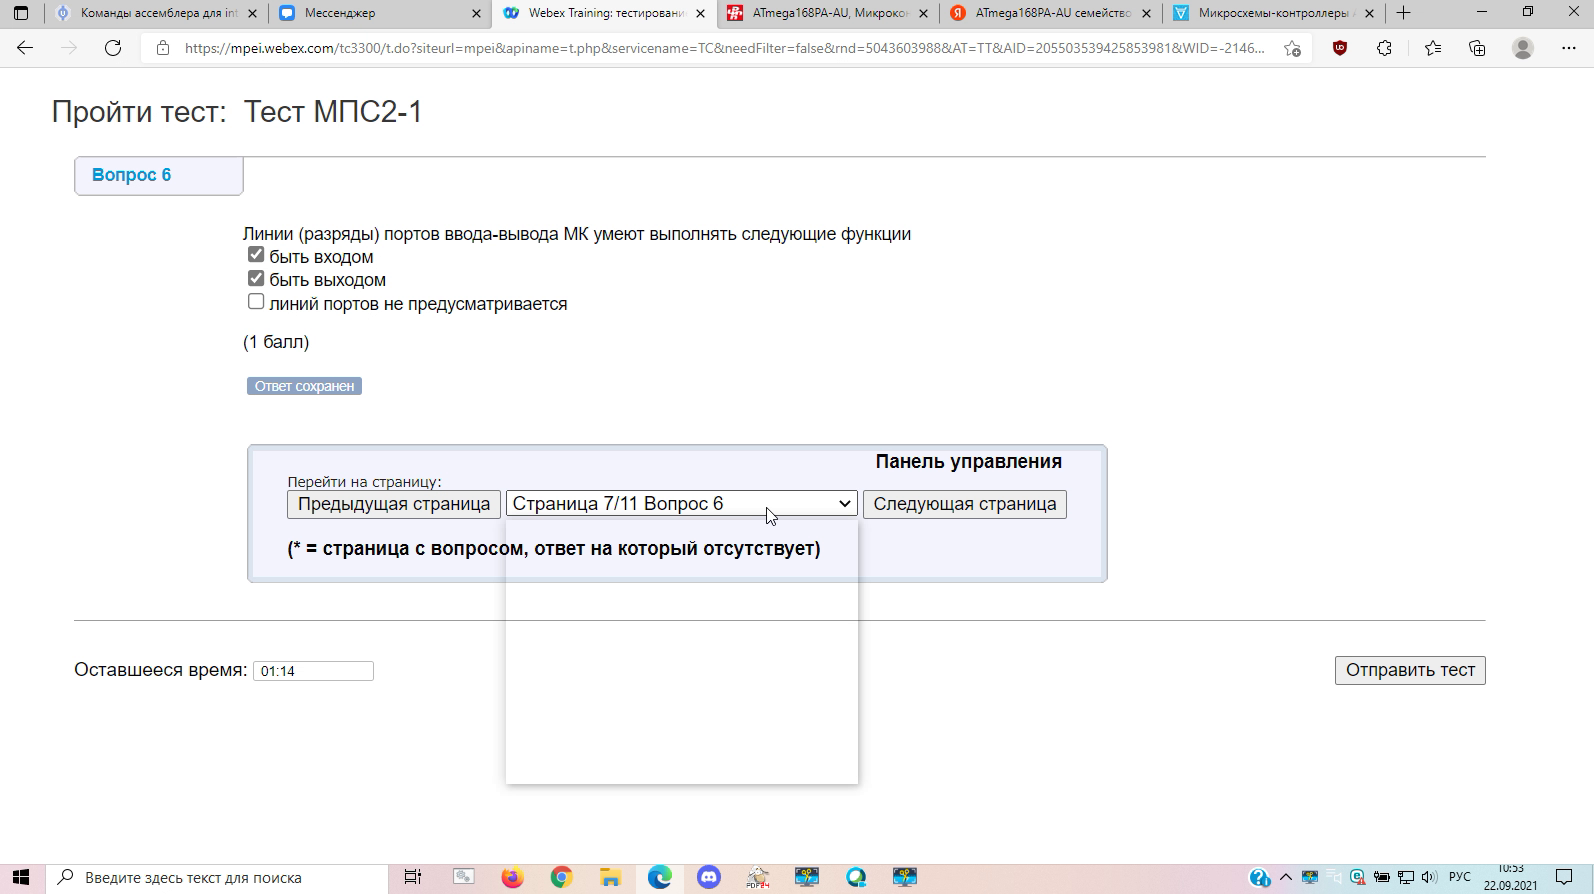 Команды ассемблера для int
Мессенджер
Webex Training: тестировани
ATmega168PA-AU, Микрокон
ATmega168PA-AU семейство
Микросхемы-контроллеры
https://mpei.webex.com/tc3300/t.do?siteurl=mpei&apiname=t.php&servicename=TC&needFilter=false&rnd=5043603988&AT=TT&AID=205503539425853981&WID=-2146...
Пройти тест: Тест МПС2-1
Вопрос 6
Линии (разряды) портов ввода-вывода МК умеют выполнять следующие функции
быть входом
быть выходом
линий портов не предусматривается
(1 балл)
Ответ сохранен
Панель управления
Перейти на страницу:
Предыдущая страница
Страница 7/11 Вопрос 6
Следующая страница
(* = страница с вопросом, ответ на который отсутствует)
Оставшееся время: 01:14
Отправить тест
Введите здесь текст для поиска
PDF24
РУС
10:53
22.09.2021